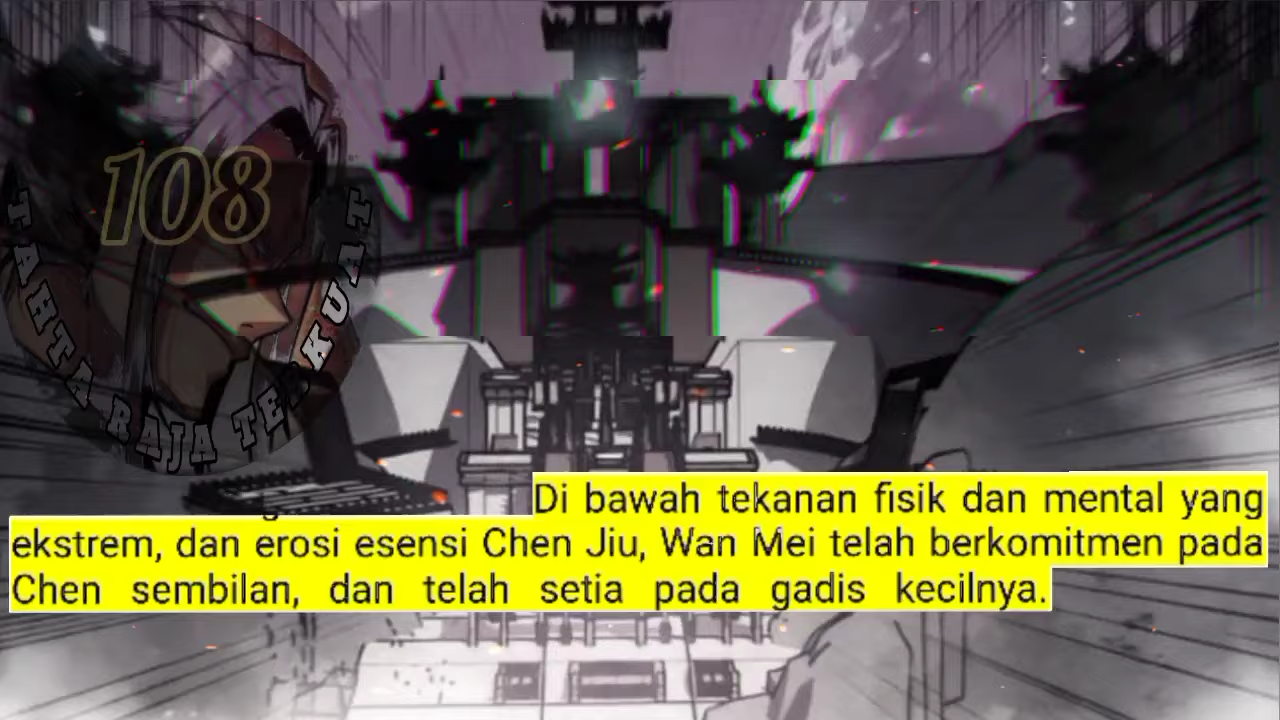 108
TAHTA RAJA TERKUAT
Di bawah tekanan fisik dan mental yang
ekstrem, dan erosi esensi Chen Jiu, Wan Mei telah berkomitmen pada
Chen sembilan, dan telah setia pada gadis kecilnya.